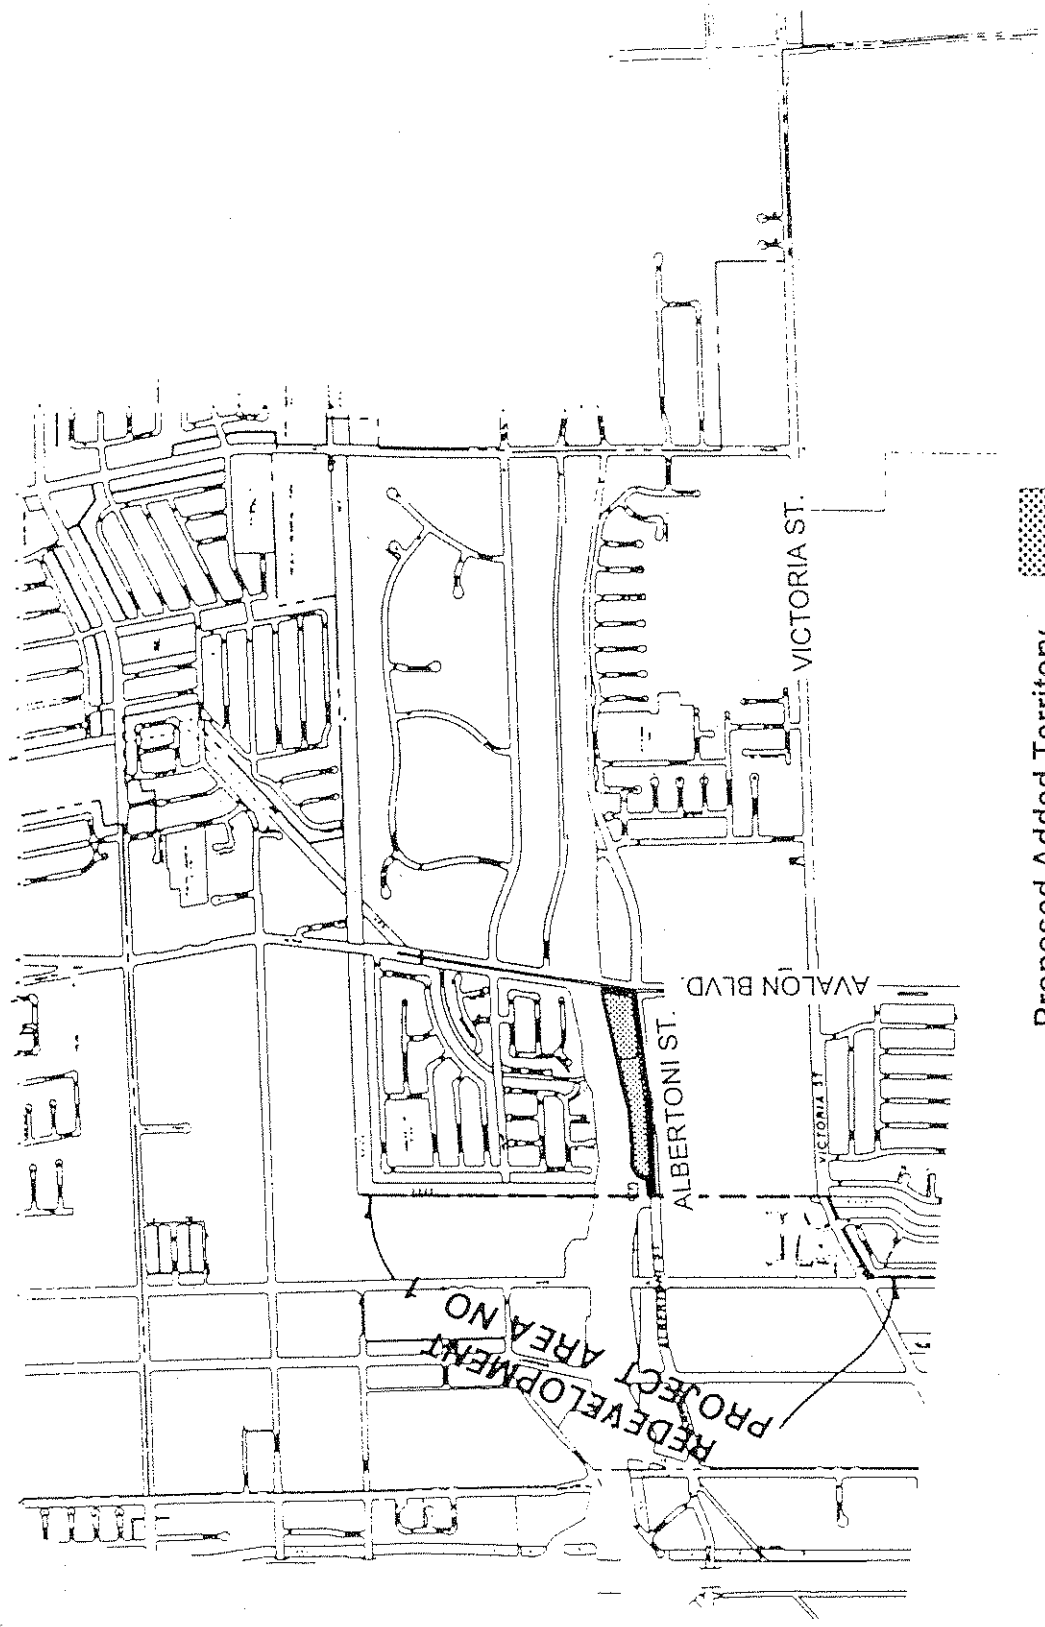 VICTORIA ST.
AVALON BLVD.
ALBERTONI ST.
VICTORIA ST
REDEVELOPMENT
PROJECT AREA NO
1
Proposed Added Territory